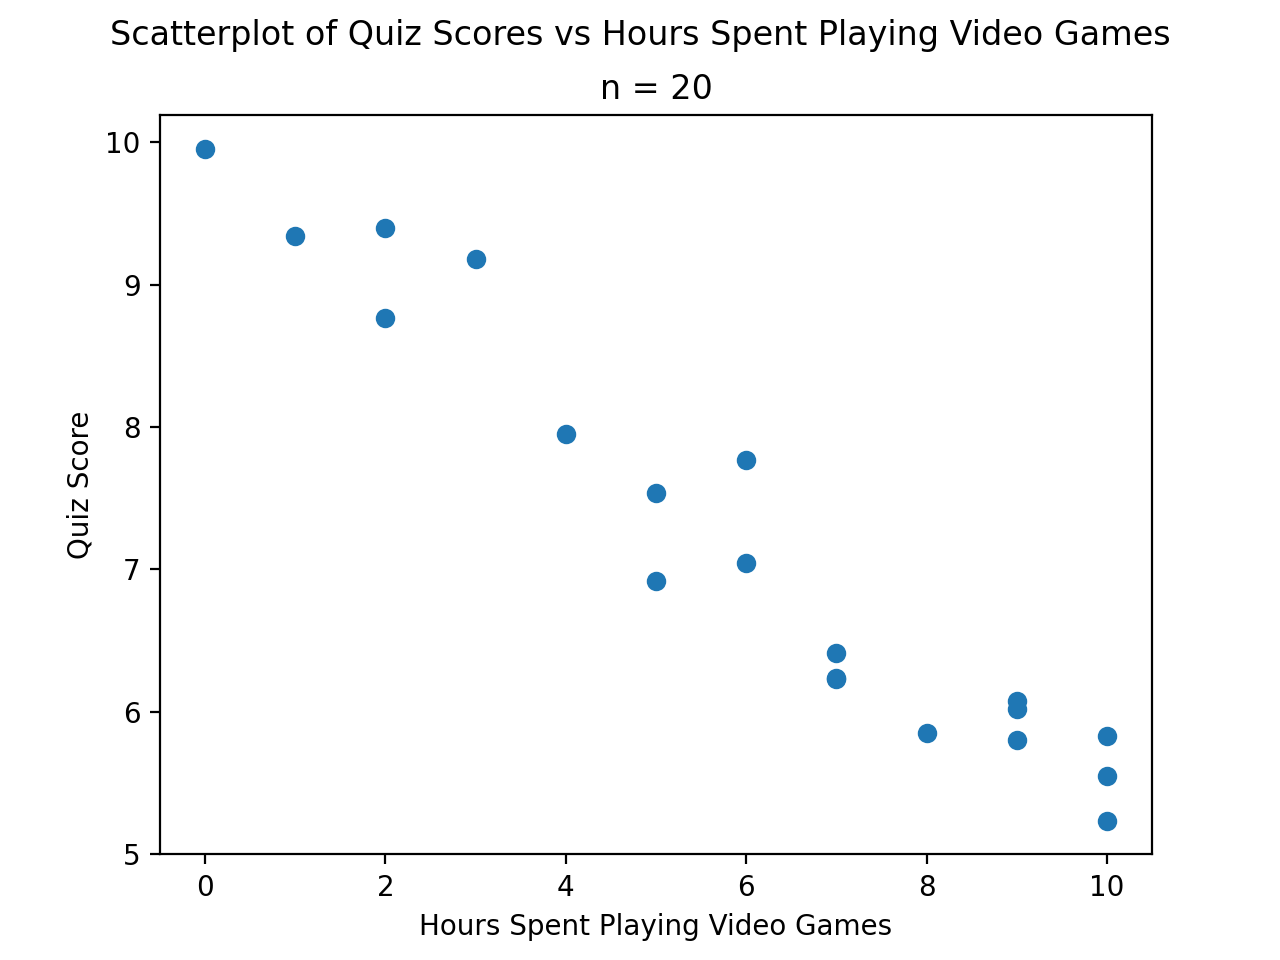 Scatterplot of Quiz Scores vs Hours Spent Playing Video Games
n = 20
10
9
8
7
6
5
Quiz Score
0 2 4 6 8 10
Hours Spent Playing Video Games